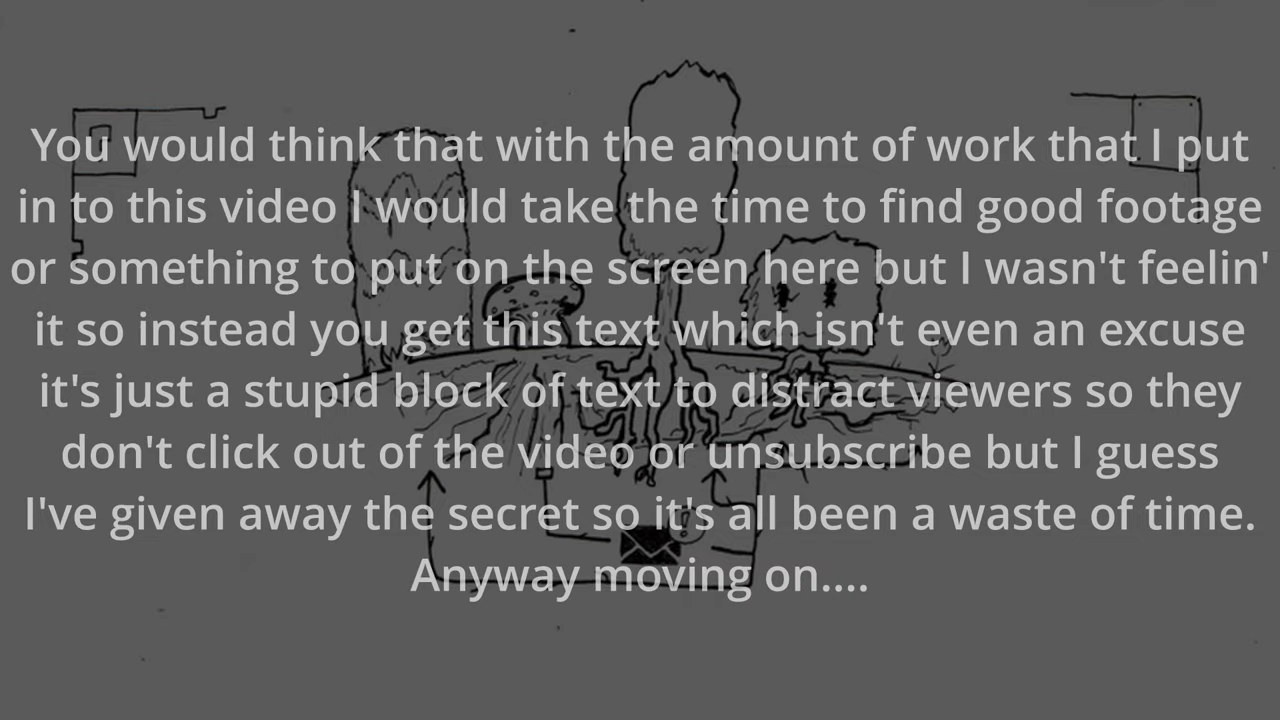 You would think that with the amount of work that I put
in to this video I would take the time to find good footage
or something to put on the screen here but I wasn't feelin'
it so instead you get this text which isn't even an excuse
it's just a stupid block of text to distract viewers so they
don't click out of the video or unsubscribe but I guess
I've given away the secret so it's all been a waste of time.
Anyway moving on....